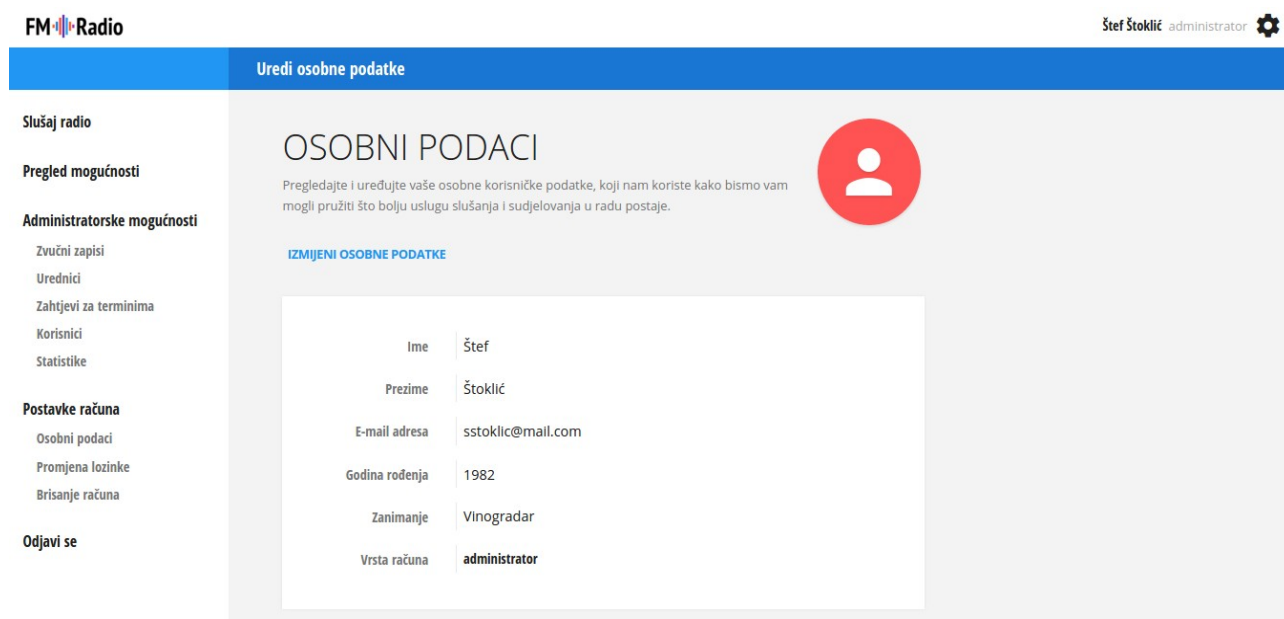 FM Radio
Štef Štoklić administrator
Uredi osobne podatke
Slušaj radio
Pregled mogućnosti
Administratorske mogućnosti
Zvučni zapisi
Urednici
Zahtjevi za terminima
Korisnici
Statistike
Postavke računa
Osobni podaci
Promjena lozinke
Brisanje računa
Odjavi se
OSOBNI PODACI
Pregledajte i uređujte vaše osobne korisničke podatke, koji nam koriste kako bismo vam
mogli pružiti što bolju uslugu slušanja i sudjelovanja u radu postaje.
IZMIJENI OSOBNE PODATKE
Ime Štef
Prezime Štoklić
E-mail adresa sstoklic@mail.com
Godina rođenja 1982
Zanimanje Vinogradar
Vrsta računa administrator